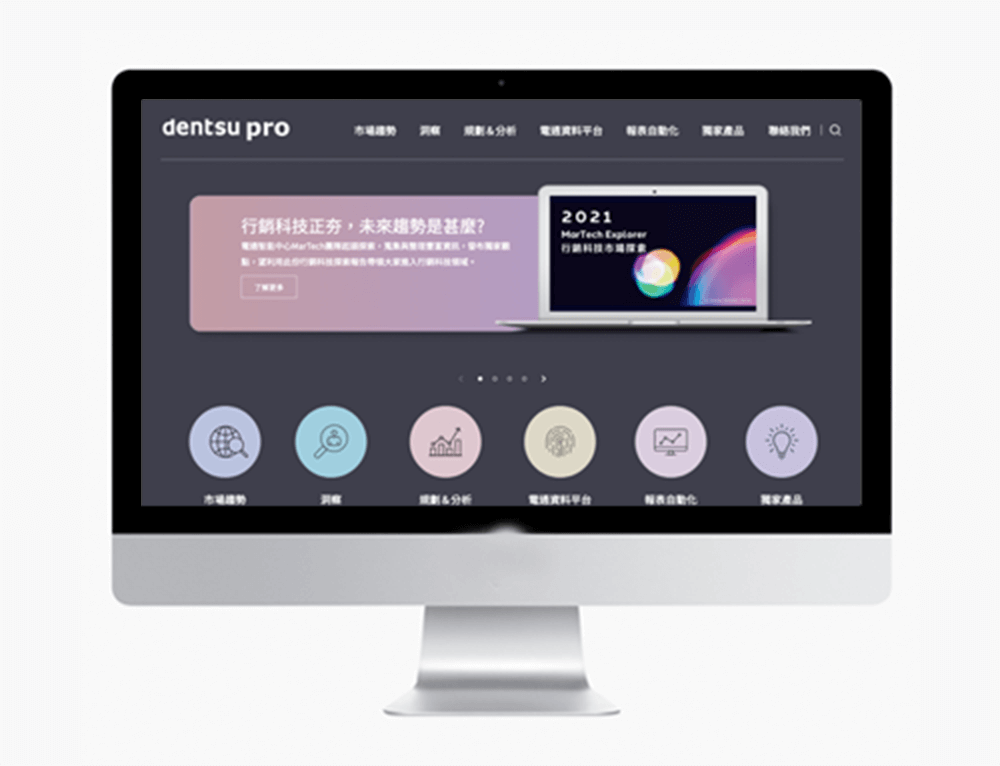 dentsu pro
市場趨勢 洞察 規劃&分析 電通資料平台 報表自動化 獨家產品 聯絡我們
行銷科技正夯，未來趨勢是甚麼?
電通智能中心MarTech團隊起頭探索，蒐集與整理豐富資訊，發布獨家觀
點，望利用此份行銷科技探索報告帶領大家進入行銷科技領域。
了解更多
2021
MarTech Explorer
行銷科技市場探索
市場趨勢 洞察 規劃&分析 電通資料平台 報表自動化 獨家產品